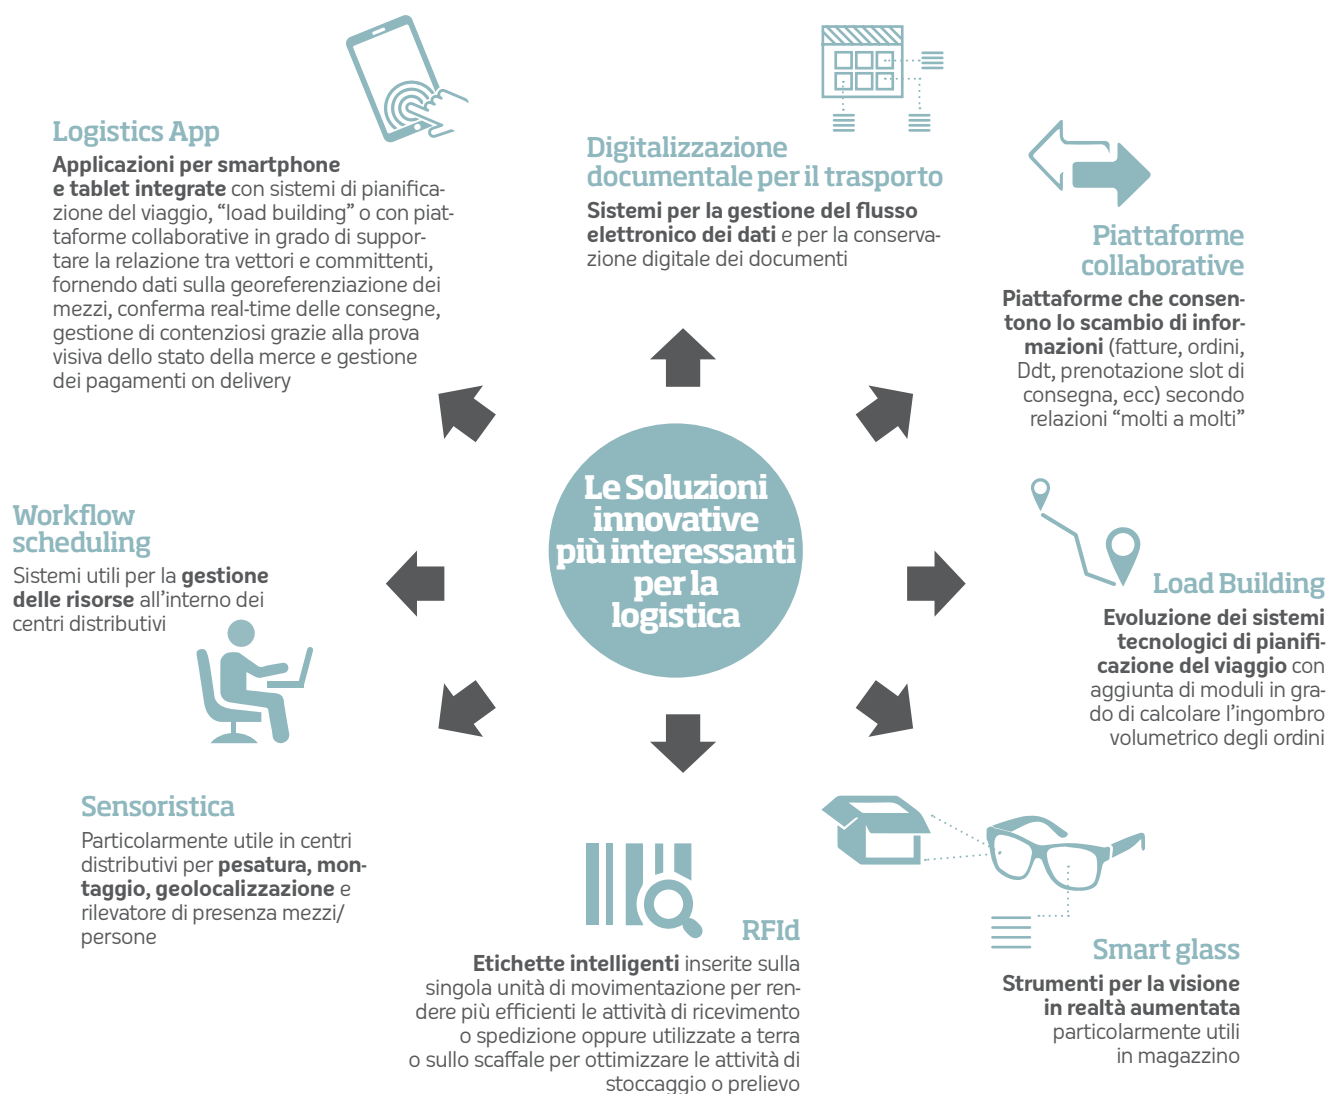 Logistics App
Applicazioni per smartphone
e tablet integrate con sistemi di pianifica-
zione del viaggio, “load building” o con piat-
taforme collaborative in grado di suppor-
tare la relazione tra vettori e committenti,
fornendo dati sulla georeferenziazione dei
mezzi, conferma real-time delle consegne,
gestione di contenziosi grazie alla prova
visiva dello stato della merce e gestione
dei pagamenti on delivery
Digitalizzazione
documentale per il trasporto
Sistemi per la gestione del flusso
elettronico dei dati e per la conserva-
zione digitale dei documenti
Piattaforme
collaborative
Piattaforme che consen-
tono lo scambio di infor-
mazioni (fatture, ordini,
Ddt, prenotazione slot di
consegna, ecc) secondo
relazioni “molti a molti”
Le Soluzioni
innovative
più interessanti
per la
logistica
Workflow
scheduling
Sistemi utili per la gestione
delle risorse all’interno dei
centri distributivi
Load Building
Evoluzione dei sistemi
tecnologici di pianifi-
cazione del viaggio con
aggiunta di moduli in gra-
do di calcolare l’ingombro
volumetrico degli ordini
Sensoristica
Particolarmente utile in centri
distributivi per pesatura, mon-
taggio, geolocalizzazione e
rilevatore di presenza mezzi/
persone
RFId
Etichette intelligenti inserite sulla
singola unità di movimentazione per ren-
dere più efficienti le attività di ricevimento
o spedizione oppure utilizzate a terra
o sullo scaffale per ottimizzare le attività di
stoccaggio o prelievo
Smart glass
Strumenti per la visione
in realtà aumentata
particolarmente utili
in magazzino